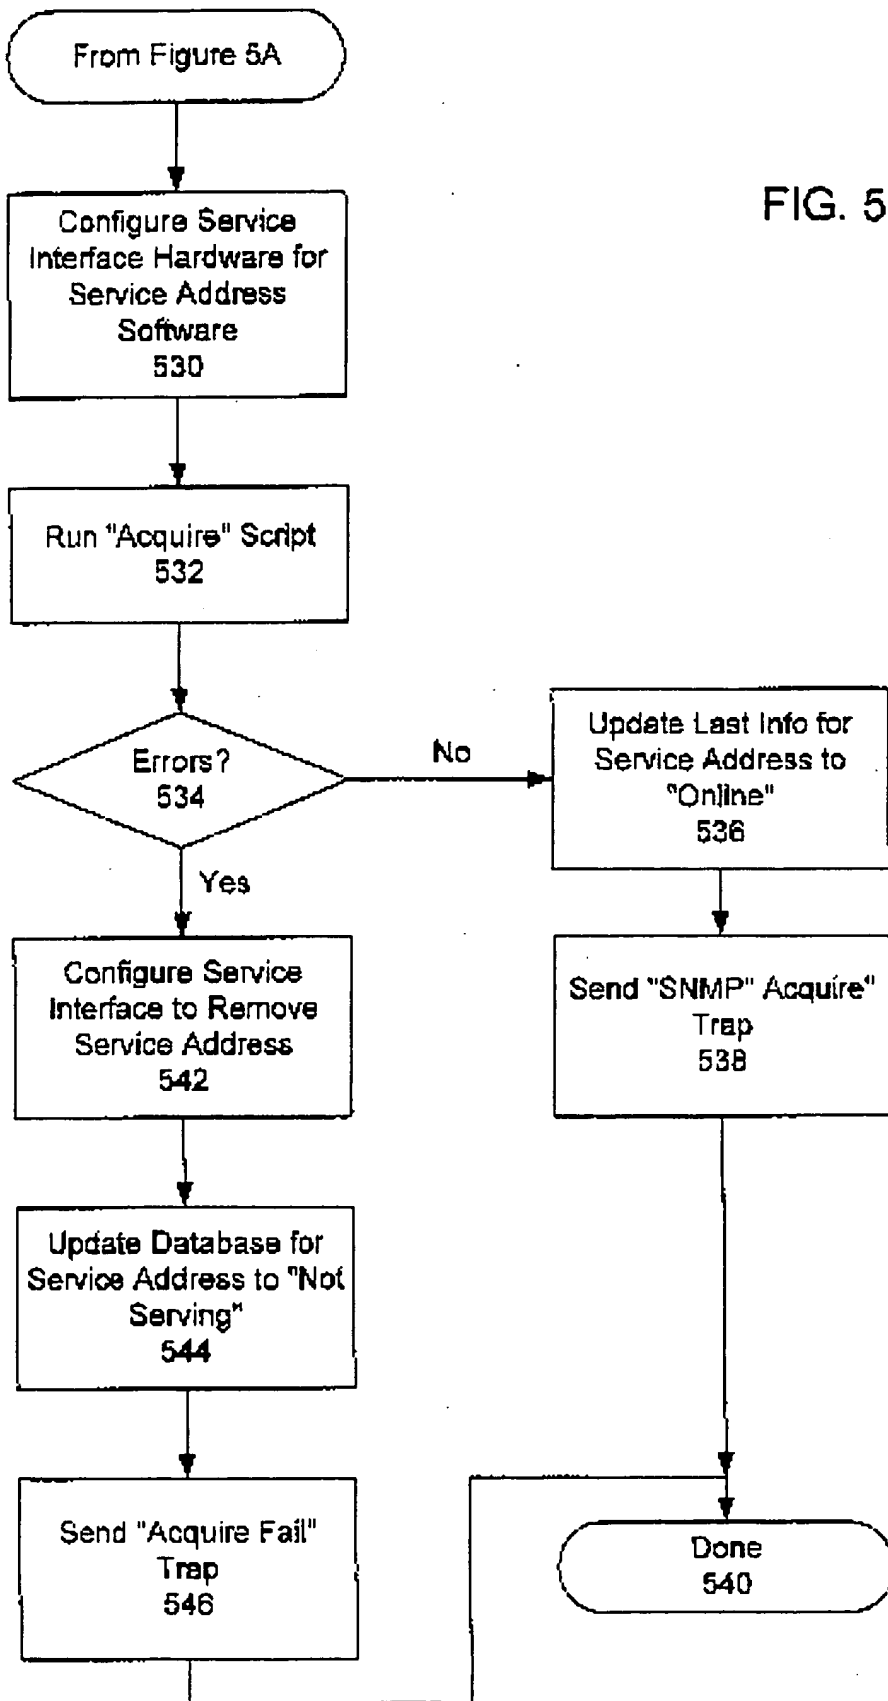 From Figure 5A
FIG. 5
Configure Service
Interface Hardware for
Service Address
Software
530
Run "Acquire" Script
532
Errors?
534
No
Yes
Update Last Info for
Service Address to
"Online"
536
Send "SNMP" Acquire"
Trap
538
Configure Service
Interface to Remove
Service Address
542
Update Database for
Service Address to "Not
Serving"
544
Send "Acquire Fail"
Trap
546
Done
540